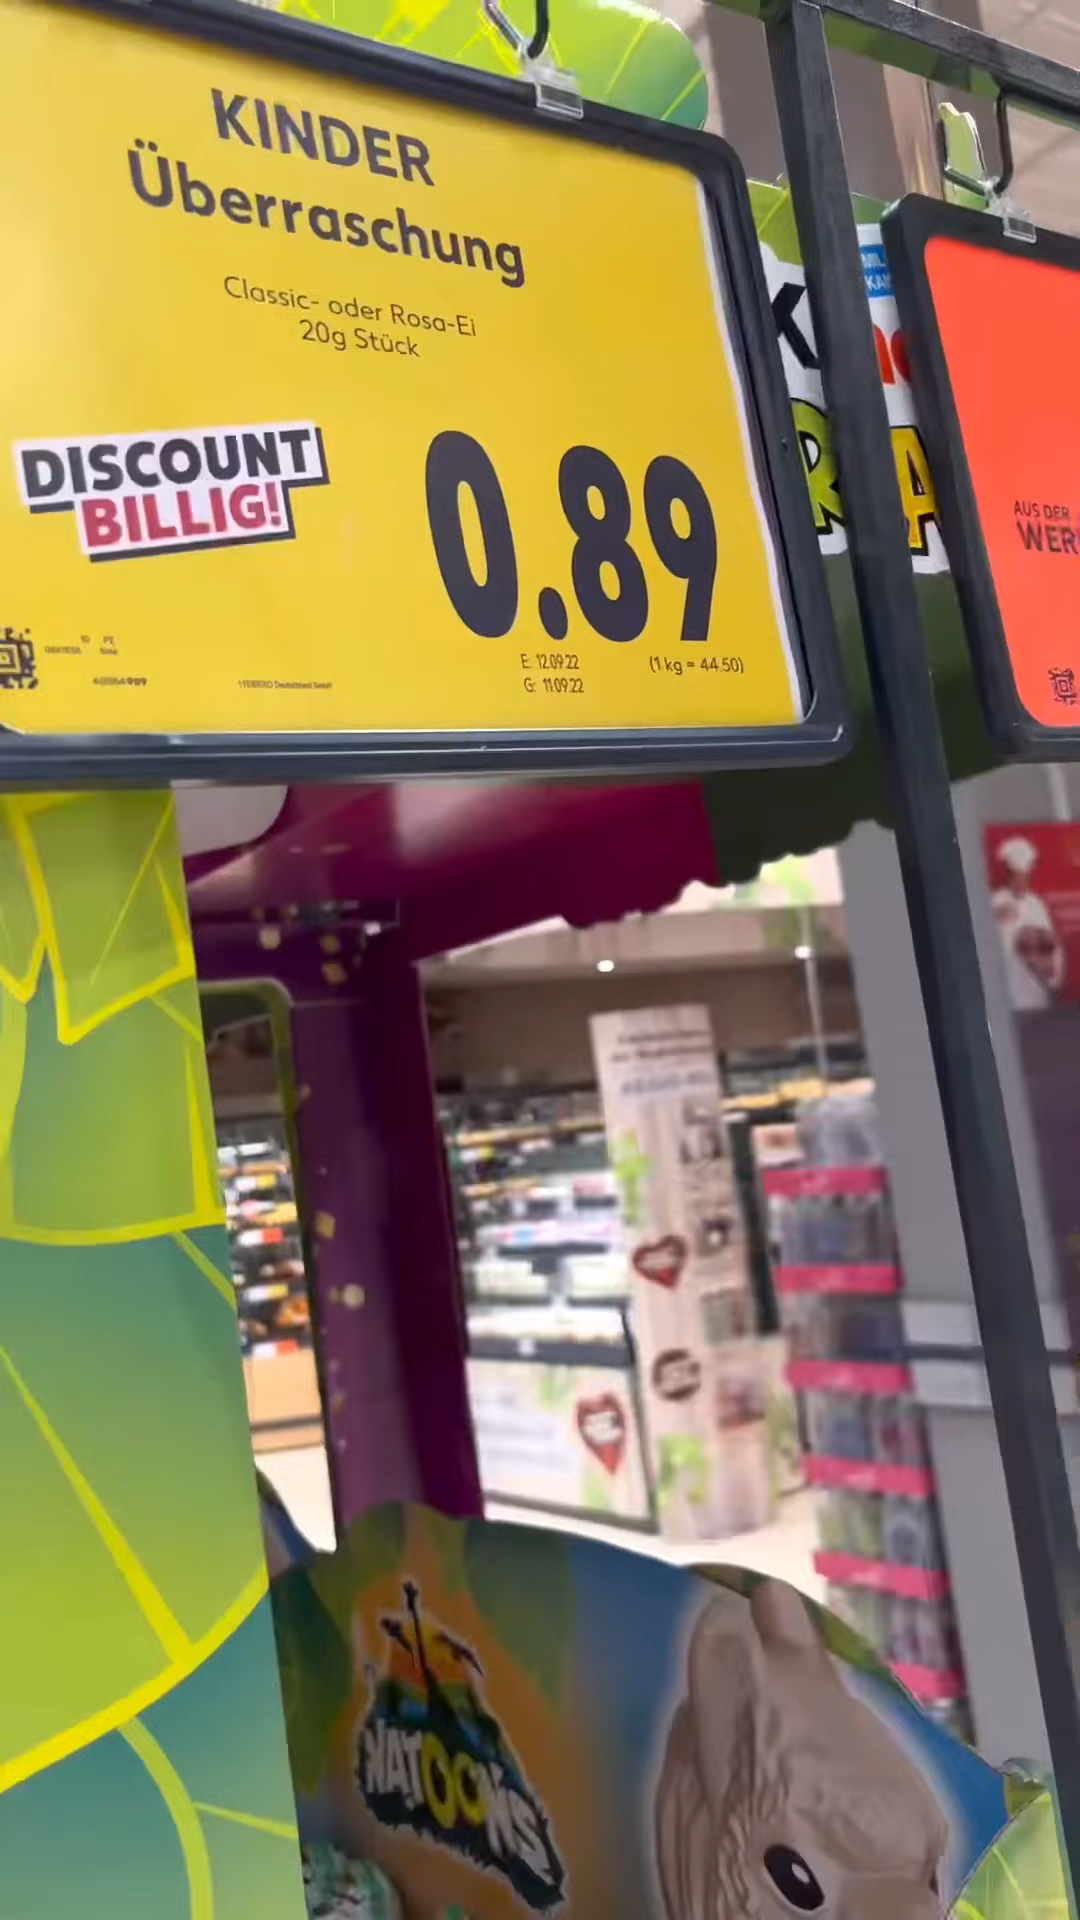 KINDER
Überraschung
Classic- oder Rosa-Ei
20g Stück
DISCOUNT
BILLIG!
0.89
E: 12.09.22
G: 11.09.22
(1 kg = 44.50)
AUS DER
WER
NATOONS